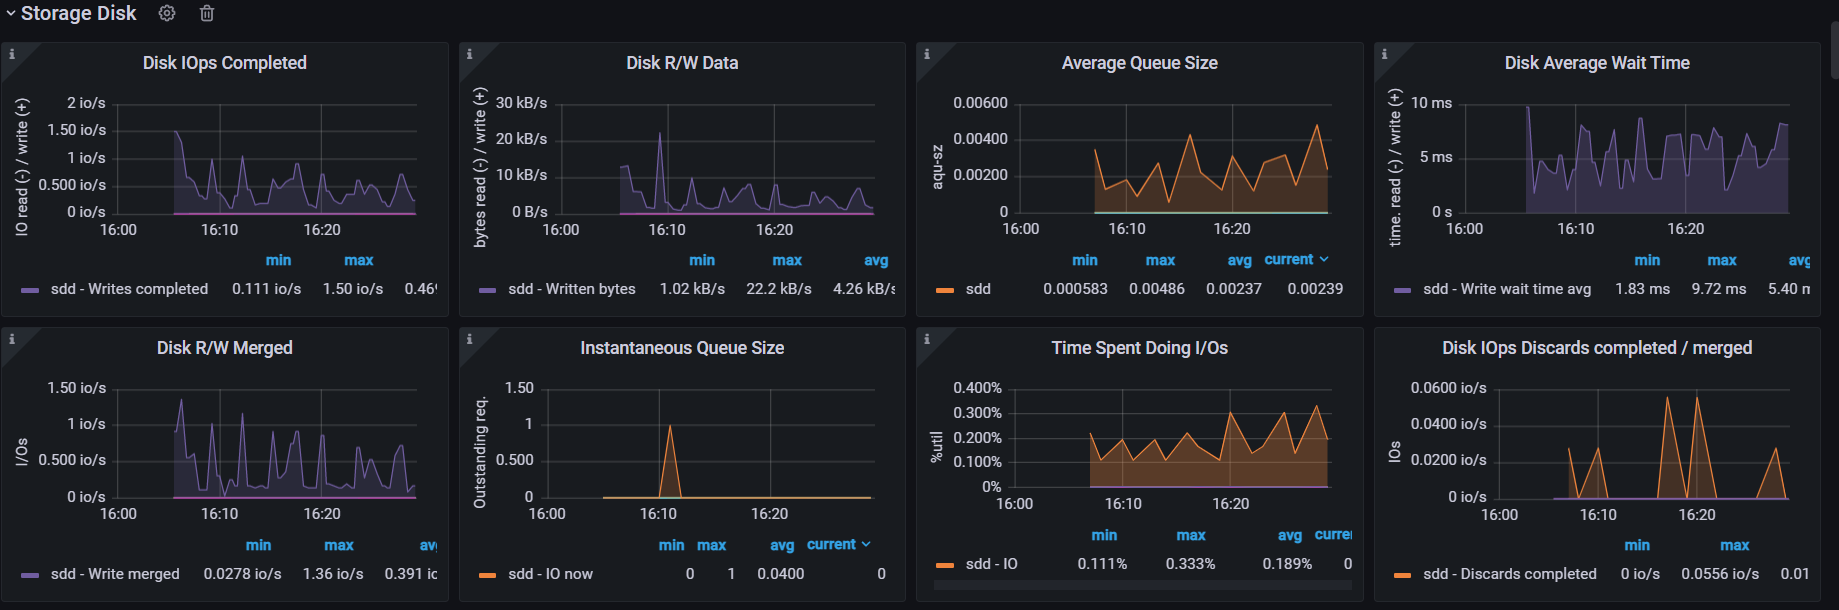 Storage Disk
Disk IOps Completed
IO read (-) / write (+)
2 io/s
1.50 io/s
1 io/s
0.500 io/s
0 io/s
16:00 16:10 16:20
min max
sdd - Writes completed 0.111 io/s 1.50 io/s 0.469
Disk R/W Data
bytes read (-) / write (+)
30 kB/s
20 kB/s
10 kB/s
0 B/s
16:00 16:10 16:20
min max avg
sdd - Written bytes 1.02 kB/s 22.2 kB/s 4.26 kB/s
Average Queue Size
aqu-sz
0.00600
0.00400
0.00200
0
16:00 16:10 16:20
min max avg current
sdd 0.000583 0.00486 0.00237 0.00239
Disk Average Wait Time
time. read (-) / write (+)
10 ms
5 ms
0 s
16:00 16:10 16:20
min max avg
sdd - Write wait time avg 1.83 ms 9.72 ms 5.40 m
Disk R/W Merged
I/Os
1.50 io/s
1 io/s
0.500 io/s
0 io/s
16:00 16:10 16:20
min max av
sdd - Write merged 0.0278 io/s 1.36 io/s 0.391 ic
Instantaneous Queue Size
Outstanding req.
1.50
1
0.500
0
16:00 16:10 16:20
min max avg current
sdd - IO now 0 1 0.0400 0
Time Spent Doing I/Os
%util
0.400%
0.300%
0.200%
0.100%
0%
16:00 16:10 16:20
min max avg curre
sdd - IO 0.111% 0.333% 0.189% 0
Disk IOps Discards completed / merged
IOs
0.0600 io/s
0.0400 io/s
0.0200 io/s
0 io/s
16:00 16:10 16:20
min max
sdd - Discards completed 0 io/s 0.0556 io/s 0.01